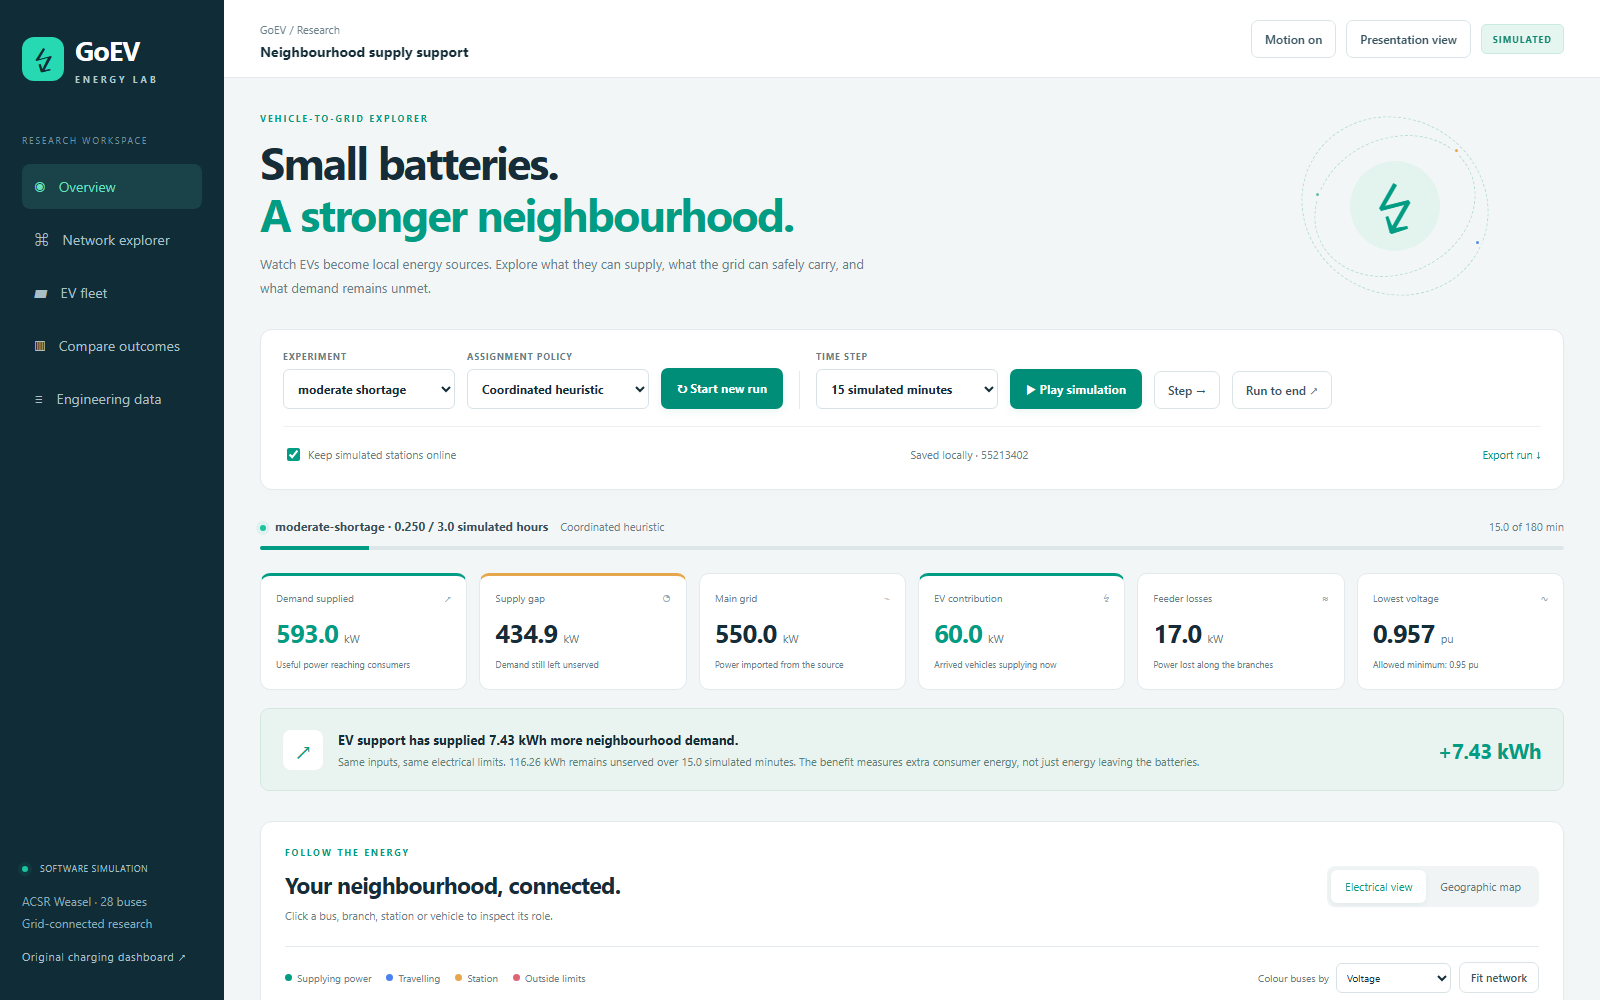 GoEV
ENERGY LAB
RESEARCH WORKSPACE
Overview
Network explorer
EV fleet
Compare outcomes
Engineering data
SOFTWARE SIMULATION
ACSR Weasel · 28 buses
Grid-connected research
Original charging dashboard ↗
GoEV / Research
Neighbourhood supply support
Motion on
Presentation view
SIMULATED
VEHICLE-TO-GRID EXPLORER
Small batteries.
A stronger neighbourhood.
Watch EVs become local energy sources. Explore what they can supply, what the grid can safely carry, and
what demand remains unmet.
EXPERIMENT
moderate shortage
ASSIGNMENT POLICY
Coordinated heuristic
↻ Start new run
TIME STEP
15 simulated minutes
▶ Play simulation
Step →
Run to end ↗
Keep simulated stations online
Saved locally · 55213402
Export run ↓
moderate-shortage · 0.250 / 3.0 simulated hours
Coordinated heuristic
15.0 of 180 min
Demand supplied
593.0 kW
Useful power reaching consumers
Supply gap
434.9 kW
Demand still left unserved
Main grid
550.0 kW
Power imported from the source
EV contribution
60.0 kW
Arrived vehicles supplying now
Feeder losses
17.0 kW
Power lost along the branches
Lowest voltage
0.957 pu
Allowed minimum: 0.95 pu
EV support has supplied 7.43 kWh more neighbourhood demand.
Same inputs, same electrical limits. 116.26 kWh remains unserved over 15.0 simulated minutes. The benefit measures extra consumer energy, not just energy leaving the batteries.
+7.43 kWh
FOLLOW THE ENERGY
Your neighbourhood, connected.
Click a bus, branch, station or vehicle to inspect its role.
Electrical view
Geographic map
Supplying power
Travelling
Station
Outside limits
Colour buses by
Voltage
Fit network